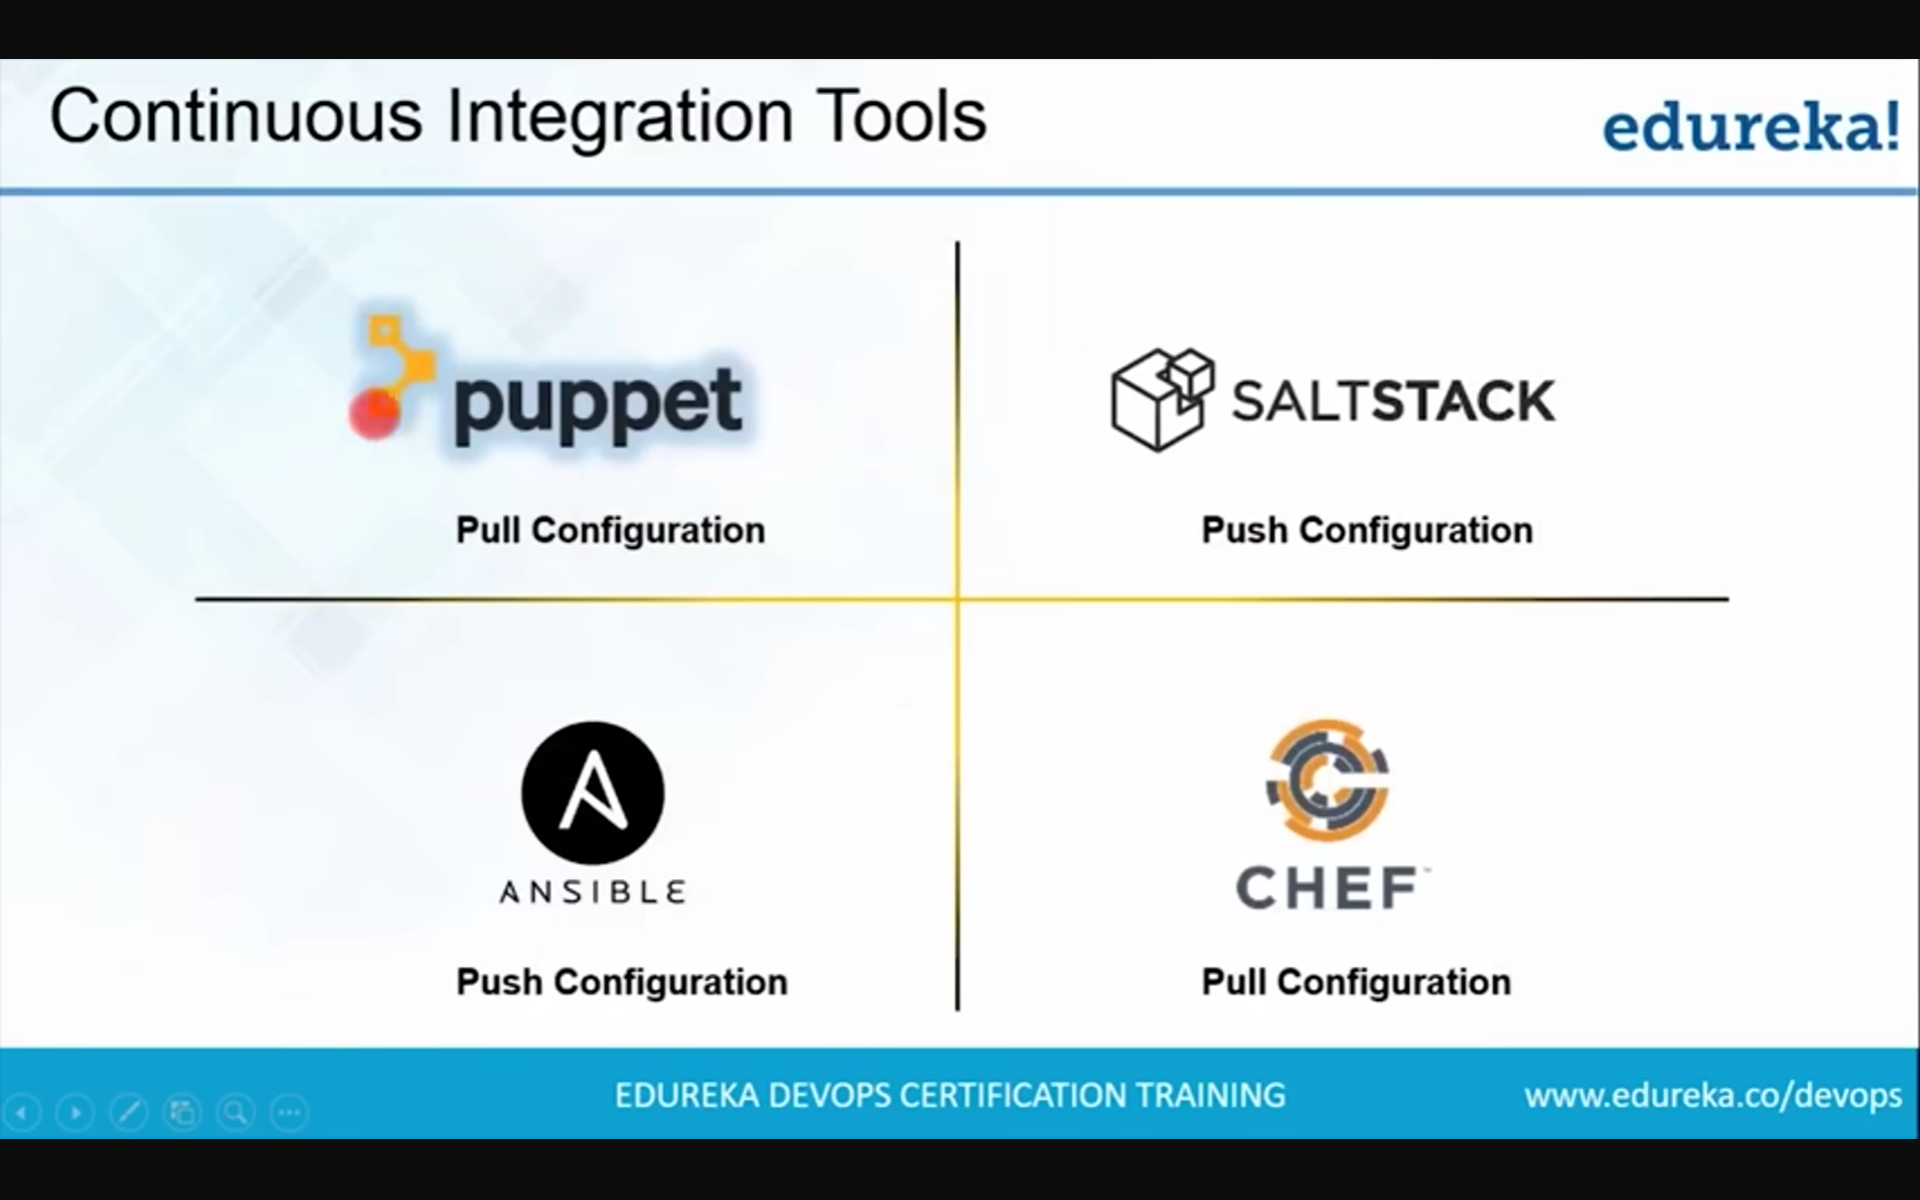 Continuous Integration Tools
edureka!
puppet
Pull Configuration
SALTSTACK
Push Configuration
ANSIBLE
Push Configuration
CHEF
Pull Configuration
EDUREKA DEVOPS CERTIFICATION TRAINING
www.edureka.co/devops